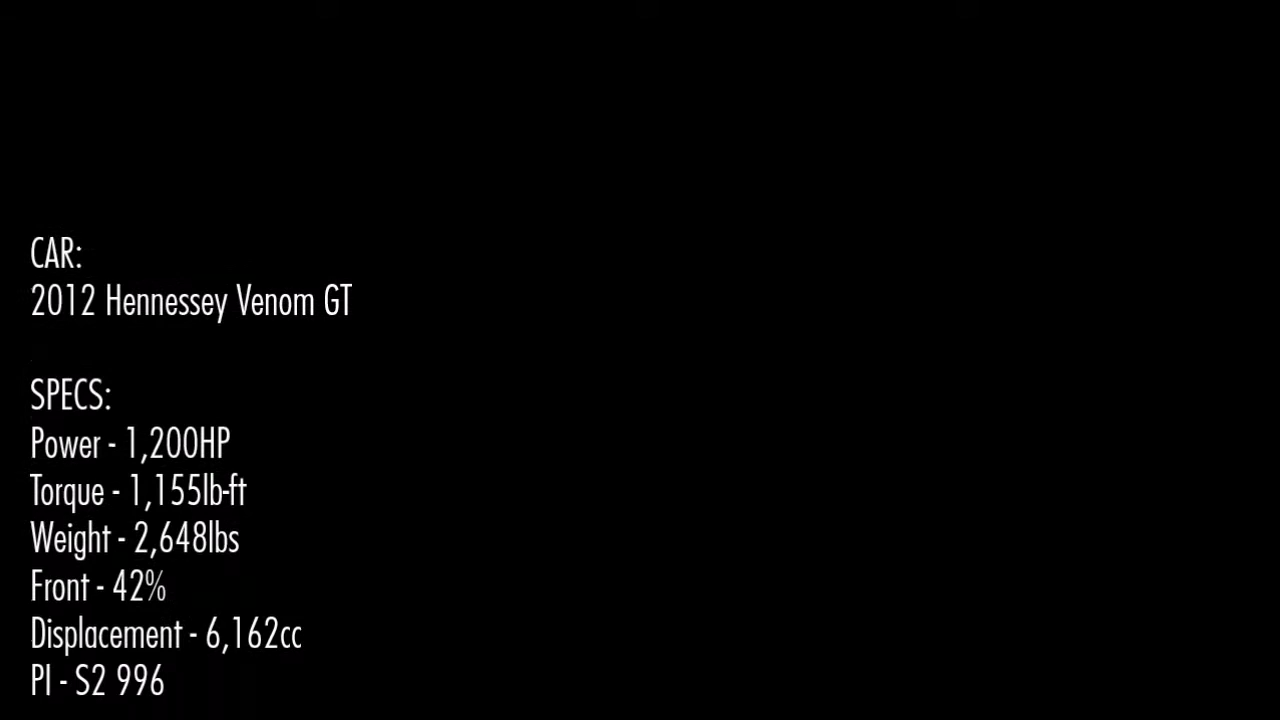 CAR:
2012 Hennessey Venom GT
SPECS:
Power - 1,200HP
Torque - 1,155lb-ft
Weight - 2,648lbs
Front - 42%
Displacement - 6,162cc
PI - S2 996